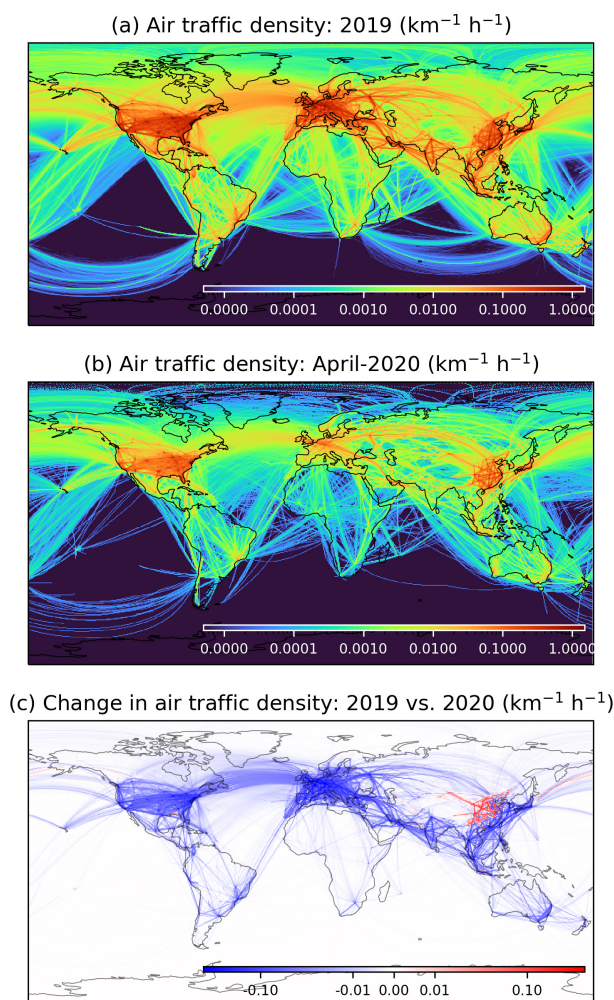 (a) Air traffic density: 2019 (km⁻¹ h⁻¹)
0.0000 0.0001 0.0010 0.0100 0.1000 1.0000
(b) Air traffic density: April-2020 (km⁻¹ h⁻¹)
0.0000 0.0001 0.0010 0.0100 0.1000 1.0000
(c) Change in air traffic density: 2019 vs. 2020 (km⁻¹ h⁻¹)
-0.10 -0.01 0.00 0.01 0.10